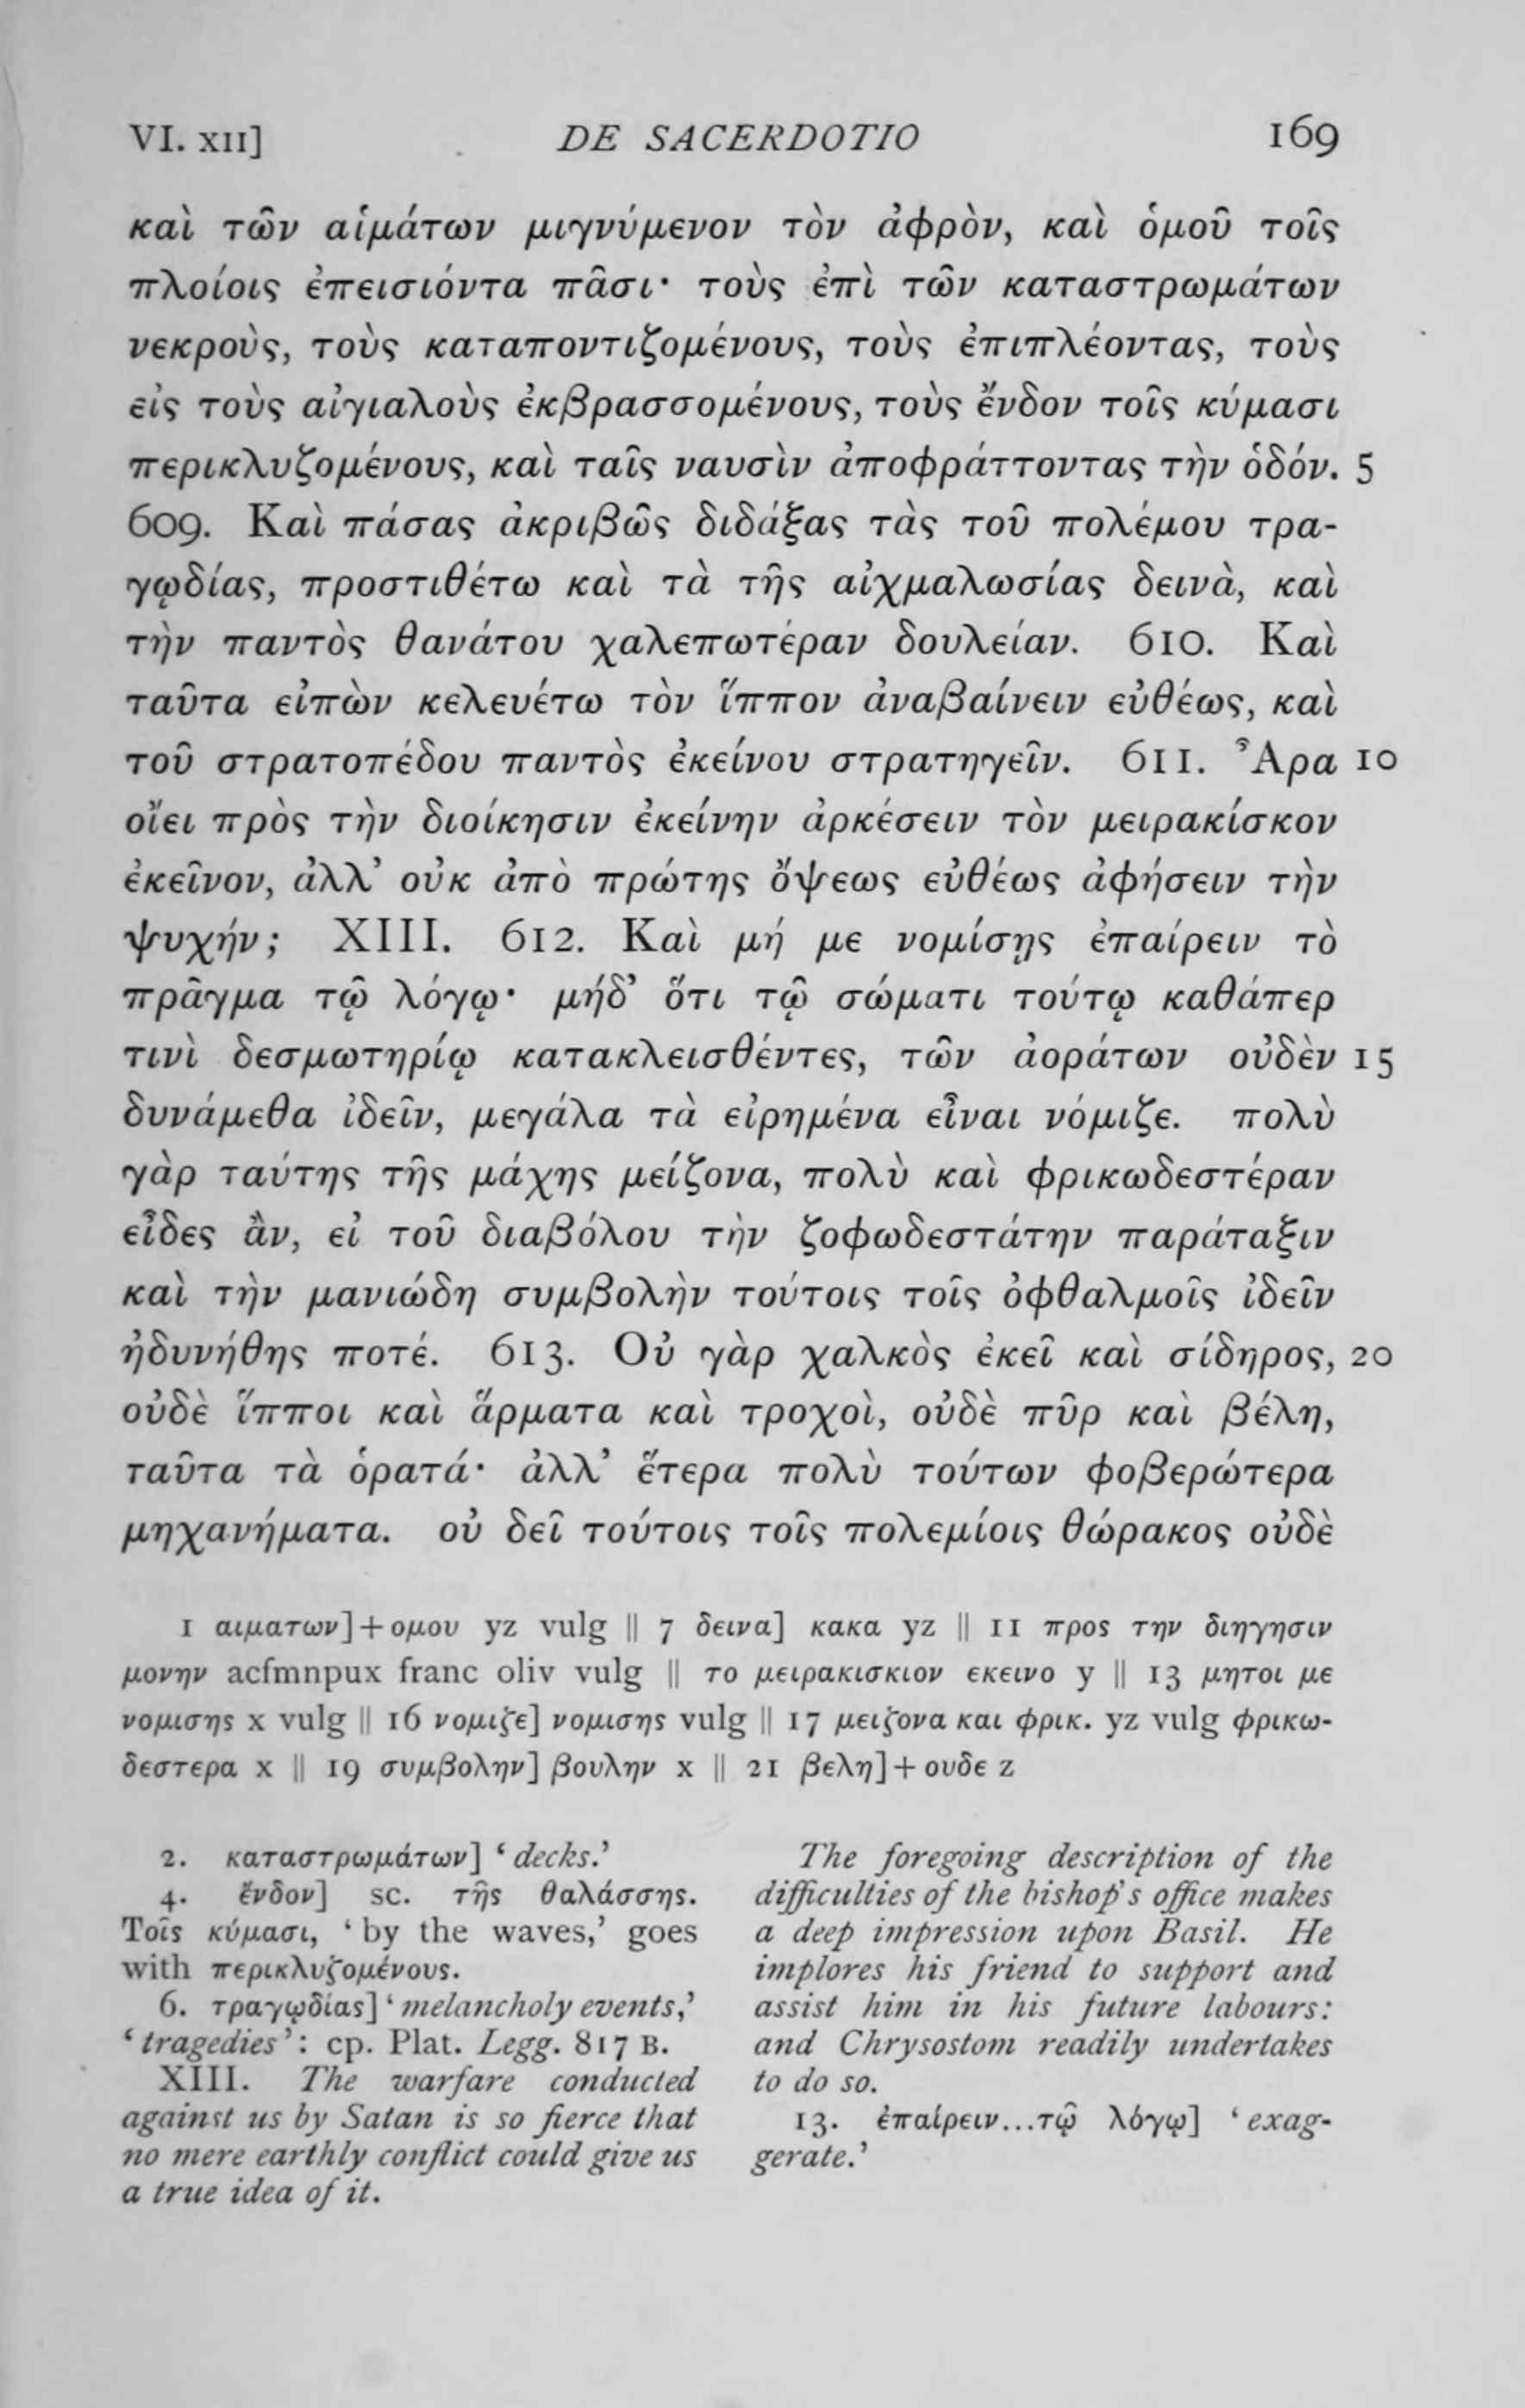 VI. XII] DE SACERDOTIO 169
καὶ τῶν αἱμάτων μιγνύμενον τὸν ἀφρὸν, καὶ ὁμοῦ τοῖς
πλοίοις ἐπεισιόντα πᾶσι· τοὺς ἐπὶ τῶν καταστρωμάτων
νεκροὺς, τοὺς καταποντιζομένους, τοὺς ἐπιπλέοντας, τοὺς
εἰς τοὺς αἰγιαλοὺς ἐκβρασσομένους, τοὺς ἔνδον τοῖς κύμασι
περικλυζομένους, καὶ ταῖς ναυσὶν ἀποφράττοντας τὴν ὁδόν. 5
609. Καὶ πάσας ἀκριβῶς διδάξας τὰς τοῦ πολέμου τρα-
γῳδίας, προστιθέτω καὶ τὰ τῆς αἰχμαλωσίας δεινὰ, καὶ
τὴν παντὸς θανάτου χαλεπωτέραν δουλείαν. 610. Καὶ
ταῦτα εἰπὼν κελευέτω τὸν ἵππον ἀναβαίνειν εὐθέως, καὶ
τοῦ στρατοπέδου παντὸς ἐκείνου στρατηγεῖν. 611. Ἆρα 10
οἴει πρὸς τὴν διοίκησιν ἐκείνην ἀρκέσειν τὸν μειρακίσκον
ἐκεῖνον, ἀλλ’ οὐκ ἀπὸ πρώτης ὄψεως εὐθέως ἀφήσειν τὴν
ψυχήν; XIII. 612. Καὶ μή με νομίσῃς ἐπαίρειν τὸ
πρᾶγμα τῷ λόγῳ· μήδ’ ὅτι τῷ σώματι τούτῳ καθάπερ
τινὶ δεσμωτηρίῳ κατακλεισθέντες, τῶν ἀοράτων οὐδὲν 15
δυνάμεθα ἰδεῖν, μεγάλα τὰ εἰρημένα εἶναι νόμιζε. πολὺ
γὰρ ταύτης τῆς μάχης μείζονα, πολὺ καὶ φρικωδεστέραν
εἶδες ἂν, εἰ τοῦ διαβόλου τὴν ζοφωδεστάτην παράταξιν
καὶ τὴν μανιώδη συμβολὴν τούτοις τοῖς ὀφθαλμοῖς ἰδεῖν
ἠδυνήθης ποτέ. 613. Οὐ γὰρ χαλκὸς ἐκεῖ καὶ σίδηρος, 20
οὐδὲ ἵπποι καὶ ἅρματα καὶ τροχοὶ, οὐδὲ πῦρ καὶ βέλη,
ταῦτα τὰ ὁρατά· ἀλλ’ ἕτερα πολὺ τούτων φοβερώτερα
μηχανήματα. οὐ δεῖ τούτοις τοῖς πολεμίοις θώρακος οὐδὲ
1 αιματων]+ομου yz vulg || 7 δεινα] κακα yz || 11 προς την διηγησιν
μονην acfmnpux franc oliv vulg || το μειρακισκιον εκεινο y || 13 μητοι με
νομισης x vulg || 16 νομιζε] νομισης vulg || 17 μειζονα και φρικ. yz vulg φρικω-
δεστερα x || 19 συμβολην] βουλην x || 21 βελη]+ουδε z
2. καταστρωμάτων] ‘decks.’
4. ἔνδον] sc. τῆς θαλάσσης.
Τοῖς κύμασι, ‘by the waves,’ goes
with περικλυζομένους.
6. τραγῳδίας] ‘melancholy events,’
‘tragedies’: cp. Plat. Legg. 817 B.
XIII. The warfare conducted
against us by Satan is so fierce that
no mere earthly conflict could give us
a true idea of it.
The foregoing description of the
difficulties of the bishop's office makes
a deep impression upon Basil. He
implores his friend to support and
assist him in his future labours:
and Chrysostom readily undertakes
to do so.
13. ἐπαίρειν...τῷ λόγῳ] ‘exag-
gerate.’